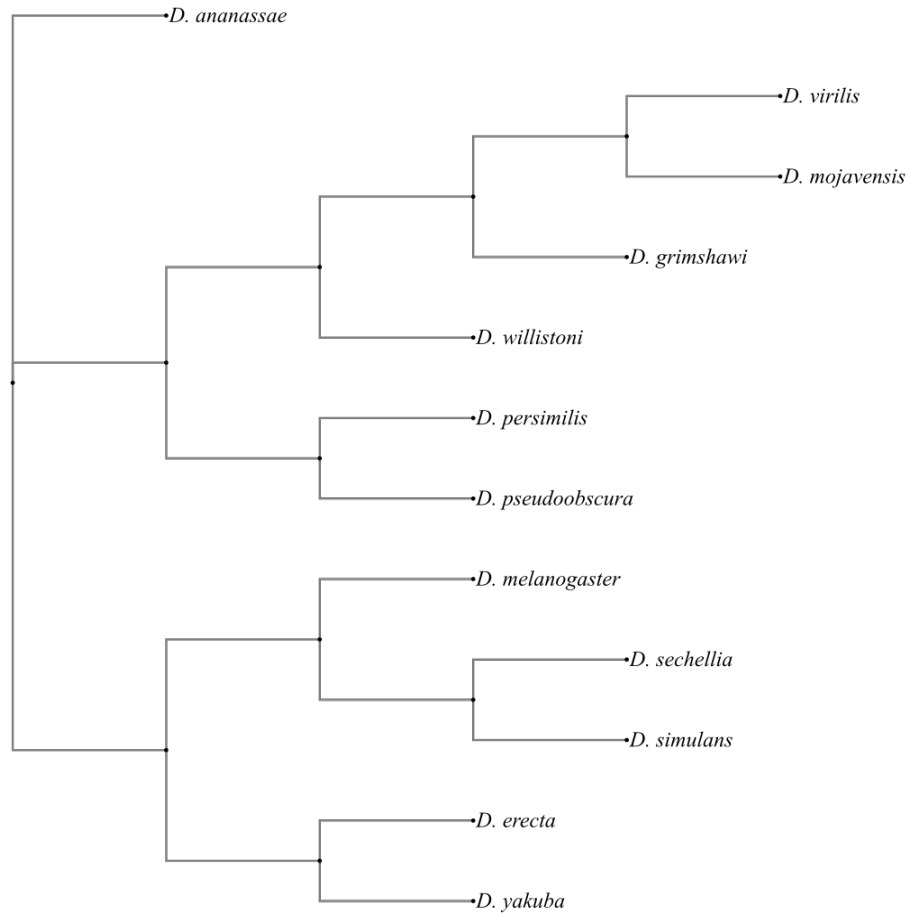 D. ananassae
D. virilis
D. mojavensis
D. grimshawi
D. willistoni
D. persimilis
D. pseudoobscura
D. melanogaster
D. sechellia
D. simulans
D. erecta
D. yakuba